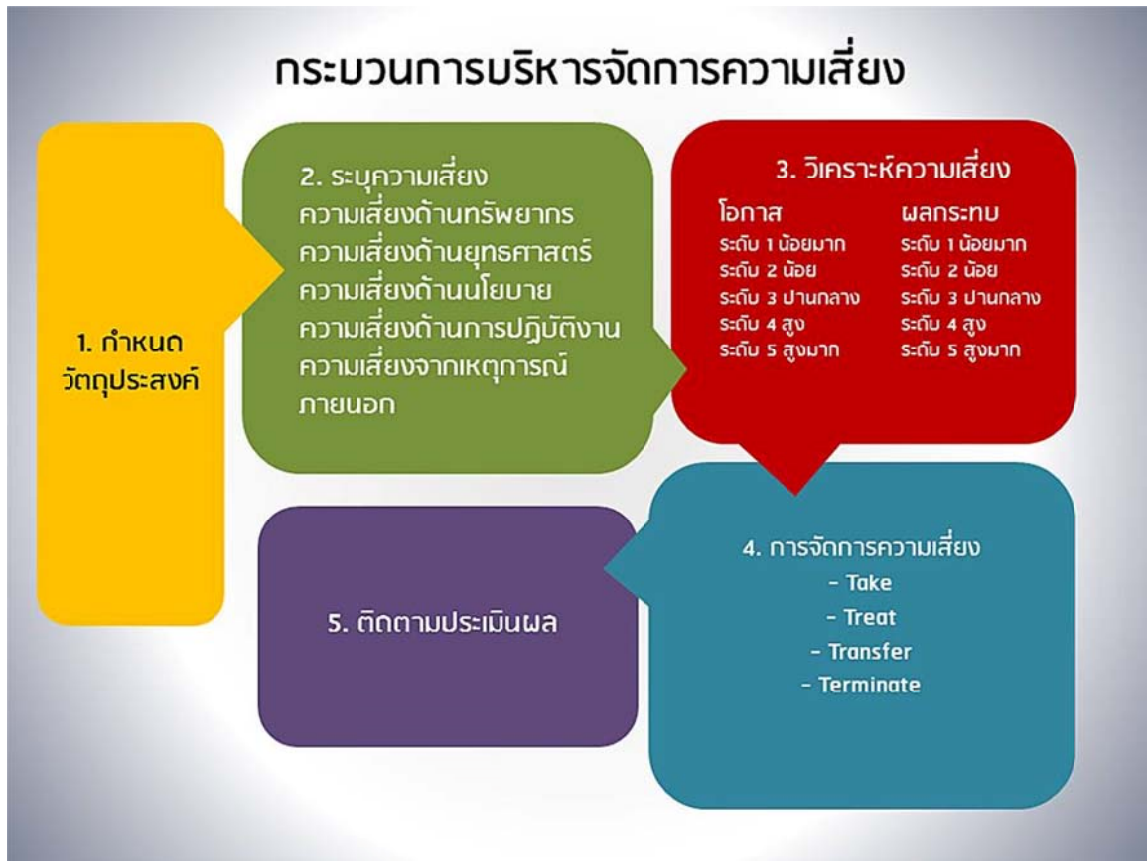 กระบวนการบริหารจัดการความเสี่ยง
1. กำหนด
วัตถุประสงค์
2. ระบุความเสี่ยง
ความเสี่ยงด้านทรัพยากร
ความเสี่ยงด้านยุทธศาสตร์
ความเสี่ยงด้านนโยบาย
ความเสี่ยงด้านการปฏิบัติงาน
ความเสี่ยงจากเหตุการณ์
ภายนอก
3. วิเคราะห์ความเสี่ยง
โอกาส
ระดับ 1 น้อยมาก
ระดับ 2 น้อย
ระดับ 3 ปานกลาง
ระดับ 4 สูง
ระดับ 5 สูงมาก
ผลกระทบ
ระดับ 1 น้อยมาก
ระดับ 2 น้อย
ระดับ 3 ปานกลาง
ระดับ 4 สูง
ระดับ 5 สูงมาก
4. การจัดการความเสี่ยง
- Take
- Treat
- Transfer
- Terminate
5. ติดตามประเมินผล